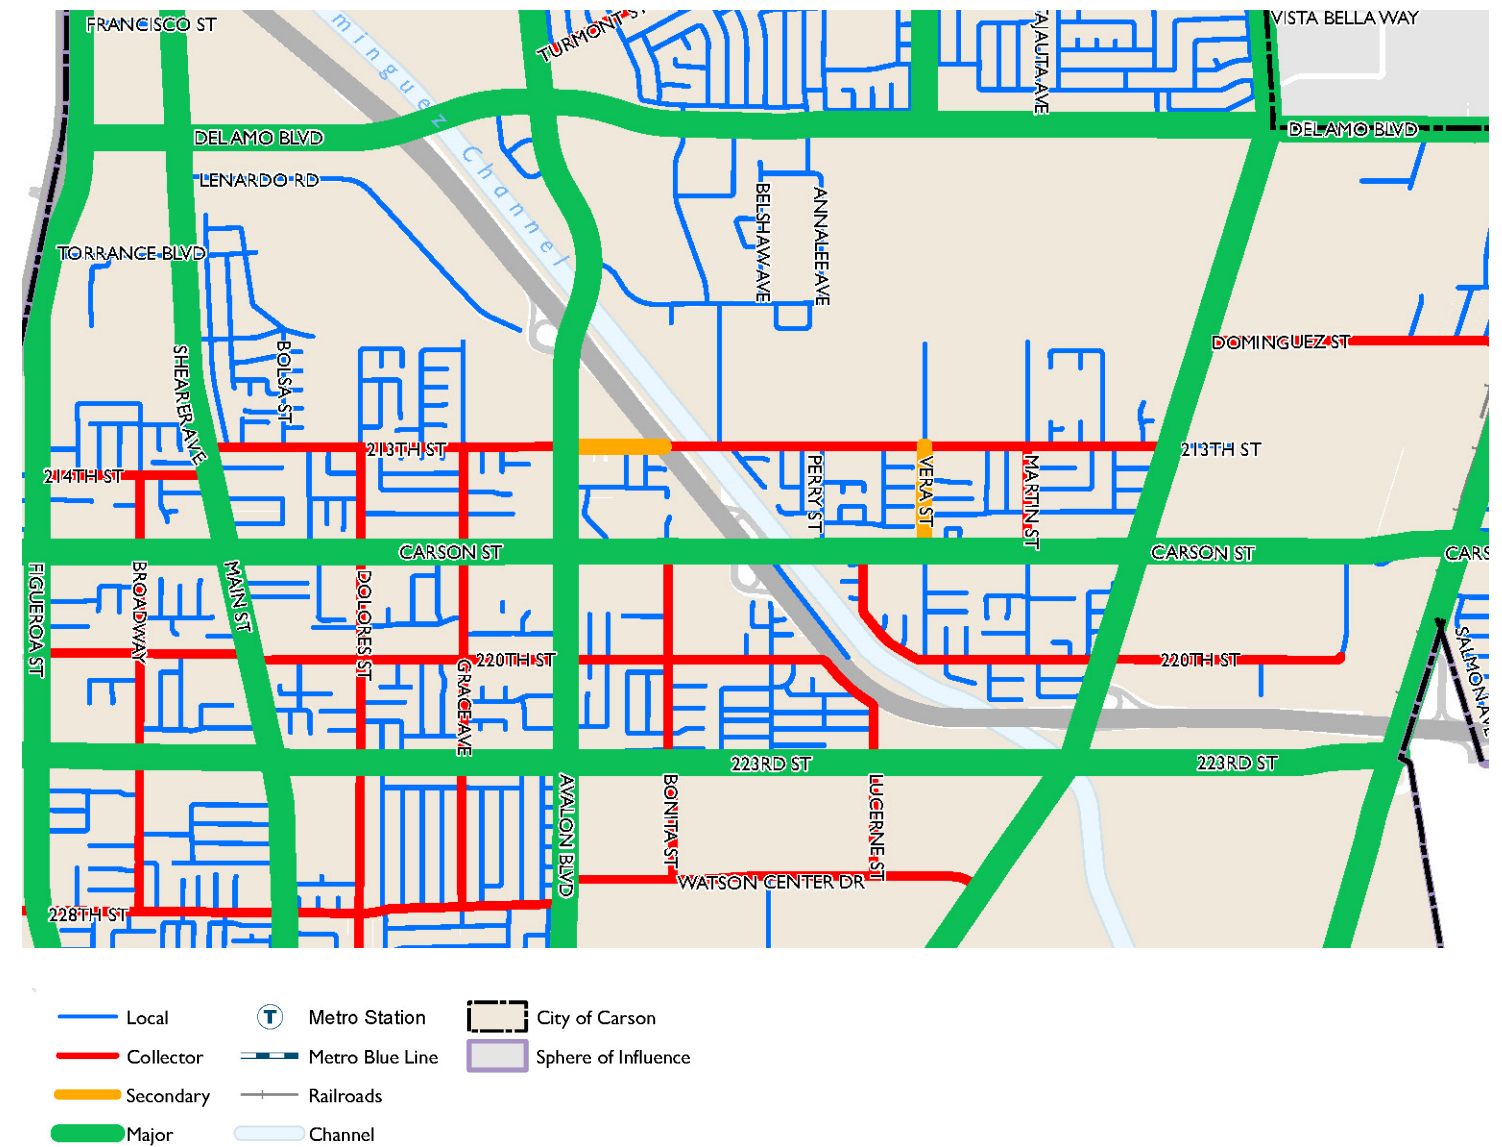 FRANCISCO ST
TURMONT ST
TAJAUTA AVE
VISTA BELLA WAY
minguez Channel
DEL AMO BLVD
DEL AMO BLVD
LENARDO RD
TORRANCE BLVD
BELSHAW AVE
ANNALEE AVE
SHEARER AVE
BOLSA ST
DOMINGUEZ ST
213TH ST
213TH ST
214TH ST
PERRY ST
VERA ST
MARTIN ST
CARSON ST
CARSON ST
CARS
FIGUEROA ST
BROADWAY
MAIN ST
DOLORES ST
GRACE AVE
220TH ST
220TH ST
SALMON AVE
223RD ST
223RD ST
AVALON BLVD
BONITA ST
LUCERNE ST
WATSON CENTER DR
228TH ST
Local
Metro Station
City of Carson
Collector
Metro Blue Line
Sphere of Influence
Secondary
Railroads
Major
Channel
T